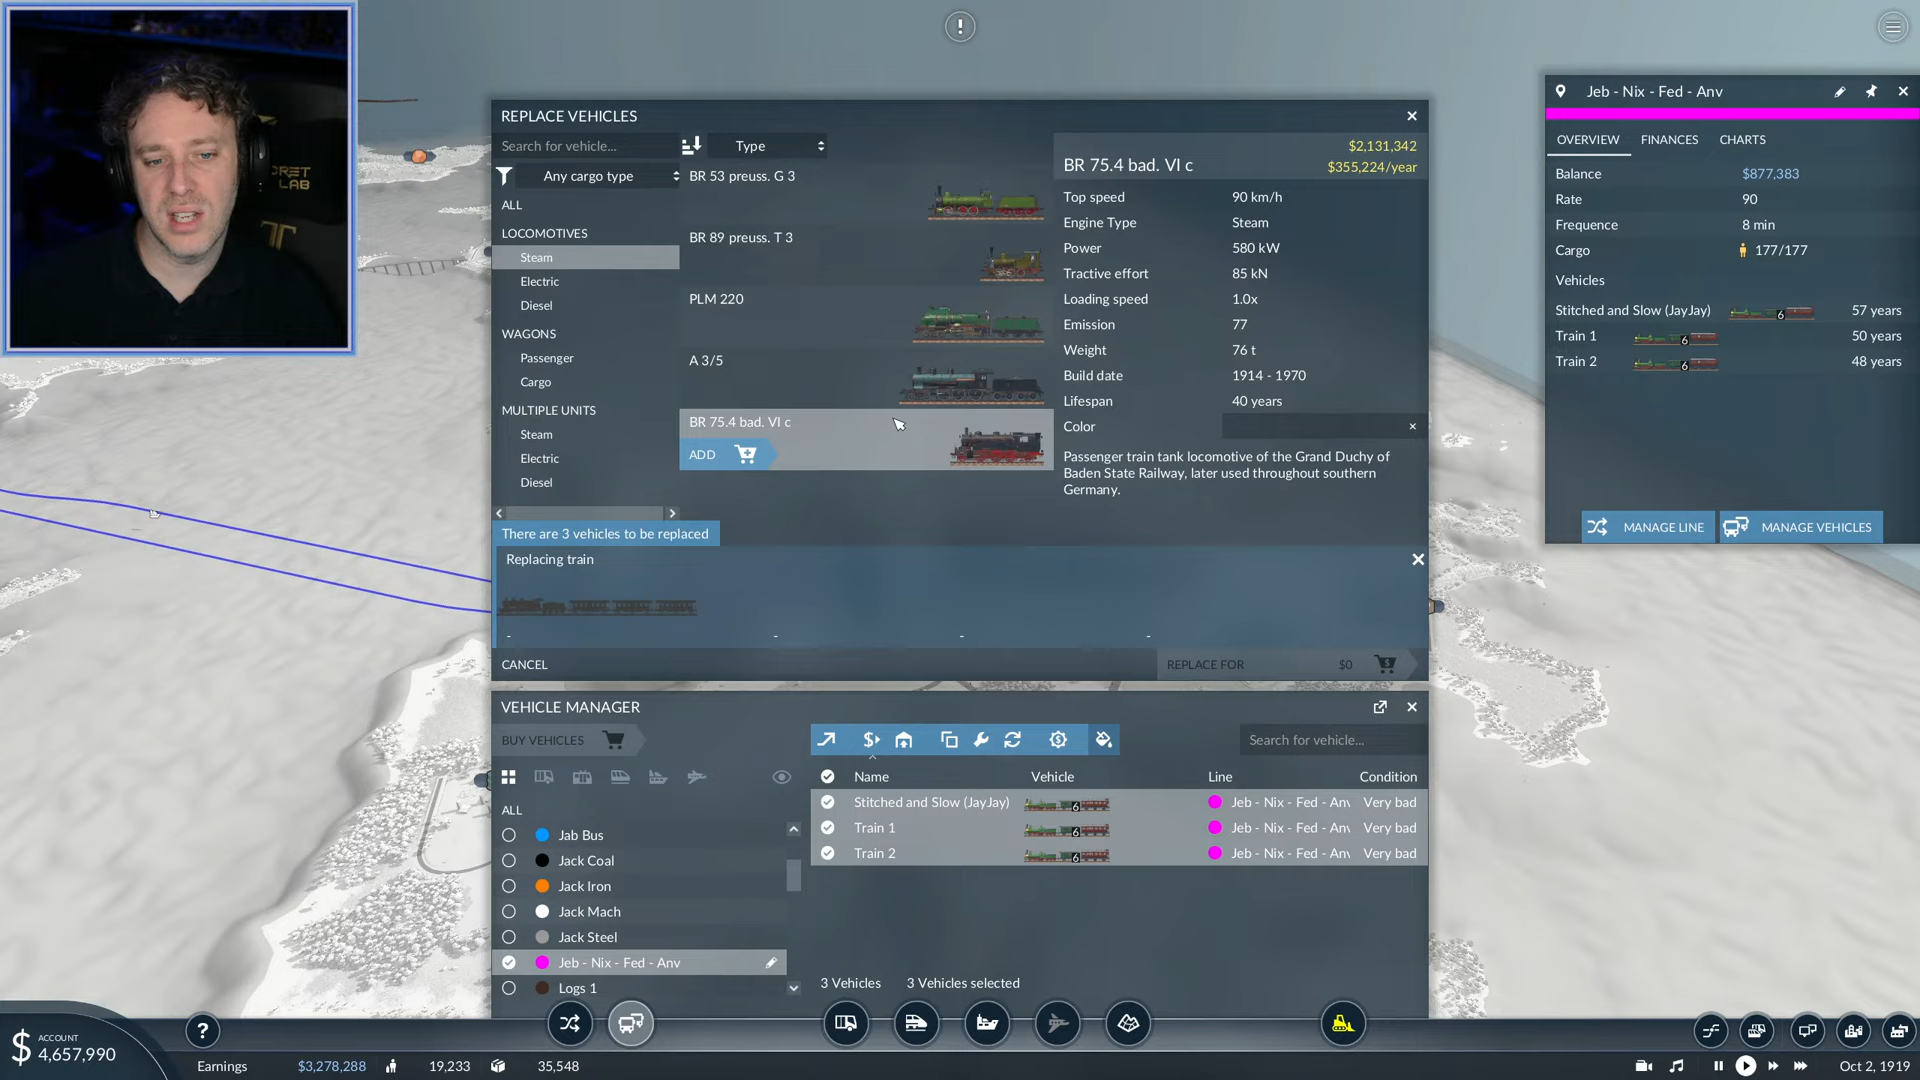 CRET
LAB
!
REPLACE VEHICLES
Search for vehicle...
Type
Any cargo type
ALL
LOCOMOTIVES
Steam
Electric
Diesel
WAGONS
Passenger
Cargo
MULTIPLE UNITS
Steam
Electric
Diesel
BR 53 preuss. G 3
BR 89 preuss. T 3
PLM 220
A 3/5
BR 75.4 bad. VI c
ADD
$2,131,342
BR 75.4 bad. VI c
$355,224/year
Top speed 90 km/h
Engine Type Steam
Power 580 kW
Tractive effort 85 kN
Loading speed 1.0x
Emission 77
Weight 76 t
Build date 1914 - 1970
Lifespan 40 years
Color
Passenger train tank locomotive of the Grand Duchy of
Baden State Railway, later used throughout southern
Germany.
There are 3 vehicles to be replaced
Replacing train
- - - -
CANCEL
REPLACE FOR $0
Jeb - Nix - Fed - Anv
OVERVIEW FINANCES CHARTS
Balance $877,383
Rate 90
Frequence 8 min
Cargo 177/177
Vehicles
Stitched and Slow (JayJay) 6 57 years
Train 1 6 50 years
Train 2 6 48 years
MANAGE LINE
MANAGE VEHICLES
VEHICLE MANAGER
BUY VEHICLES
Search for vehicle...
ALL
Jab Bus
Jack Coal
Jack Iron
Jack Mach
Jack Steel
Jeb - Nix - Fed - Anv
Logs 1
Name Vehicle Line Condition
Stitched and Slow (JayJay) 6 Jeb - Nix - Fed - Anv Very bad
Train 1 6 Jeb - Nix - Fed - Anv Very bad
Train 2 6 Jeb - Nix - Fed - Anv Very bad
3 Vehicles
3 Vehicles selected
$
ACCOUNT
4,657,990
?
Earnings $3,278,288
19,233
35,548
Oct 2, 1919